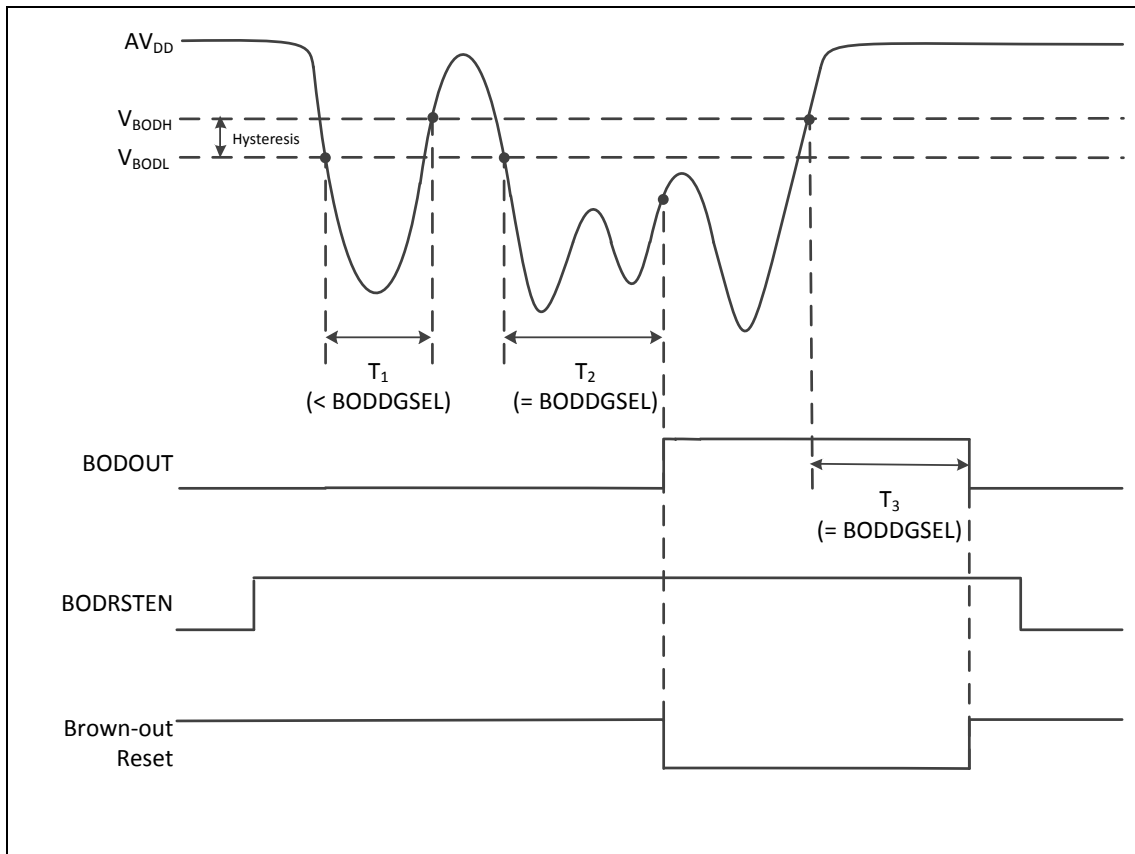 AV_DD
V_BODH
Hysteresis
V_BODL
T_1
(< BODDGSEL)
T_2
(= BODDGSEL)
BODOUT
T_3
(= BODDGSEL)
BODRSTEN
Brown-out
Reset